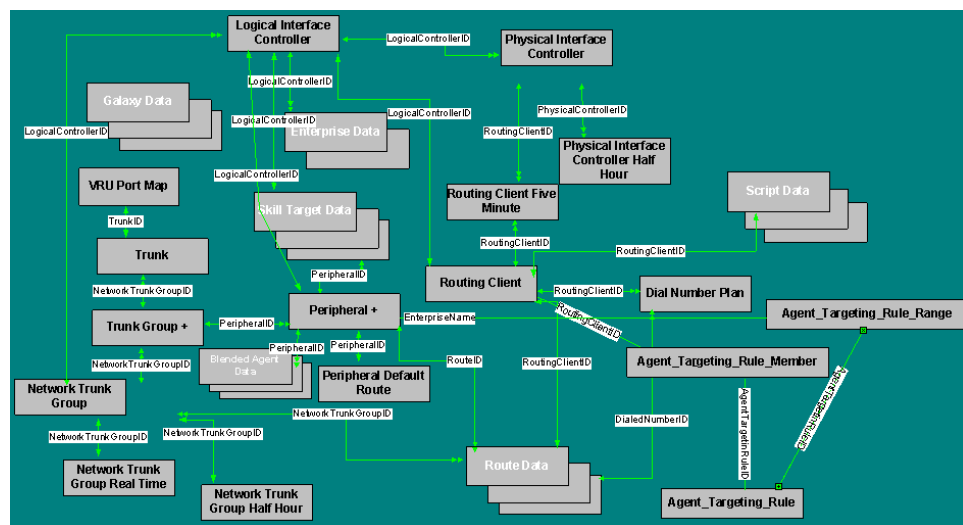 Logical Interface
Controller
LogicalControllerID
Physical Interface
Controller
LogicalControllerID
LogicalControllerID
Galaxy Data
PhysicalControllerID
LogicalControllerID
LogicalControllerID
LogicalControllerID
Enterprise Data
RoutingClientID
Physical Interface
Controller Half
Hour
LogicalControllerID
VRU Port Map
Routing Client Five
Minute
Script Data
Skill Target Data
TrunkID
RoutingClientID
RoutingClientID
Trunk
PeripheralID
Routing Client
NetworkTrunkGroupID
RoutingClientID
Dial Number Plan
Peripheral +
Trunk Group +
PeripheralID
EnterpriseName
RoutingClientID
Agent_Targeting_Rule_Range
PeripheralID
PeripheralID
NetworkTrunkGroupID
Blended Agent
Data
RouteID
RoutingClientID
Agent_Targeting_Rule_Member
Peripheral Default
Route
Network Trunk
Group
NetworkTrunkGroupID
DialedNumberID
AgentTargetinRuleID
AgentTargetinRuleID
NetworkTrunkGroupID
NetworkTrunkGroupID
Network Trunk
Group Real Time
Route Data
Network Trunk
Group Half Hour
Agent_Targeting_Rule